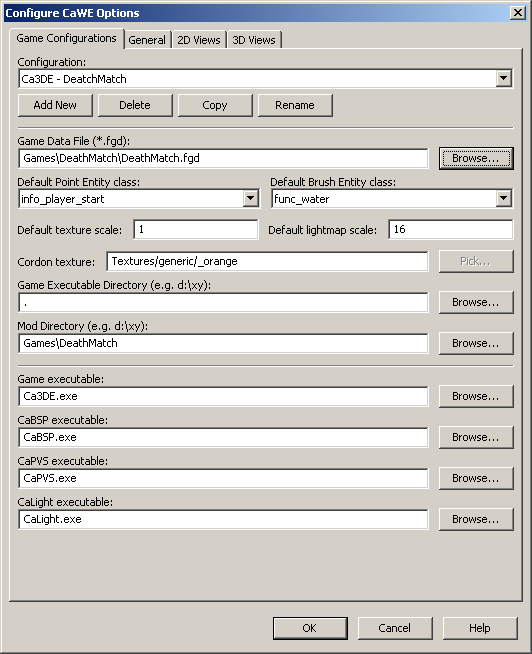 Configure CaWE Options
Game Configurations General 2D Views 3D Views
Configuration:
Ca3DE - DeatchMatch
Add New Delete Copy Rename
Game Data File (*.fgd):
Games\DeathMatch\DeathMatch.fgd Browse...
Default Point Entity class: Default Brush Entity class:
info_player_start func_water
Default texture scale: 1 Default lightmap scale: 16
Cordon texture: Textures/generic/_orange Pick...
Game Executable Directory (e.g. d:\xy):
. Browse...
Mod Directory (e.g. d:\xy):
Games\DeathMatch Browse...
Game executable:
Ca3DE.exe Browse...
CaBSP executable:
CaBSP.exe Browse...
CaPVS executable:
CaPVS.exe Browse...
CaLight executable:
CaLight.exe Browse...
OK Cancel Help